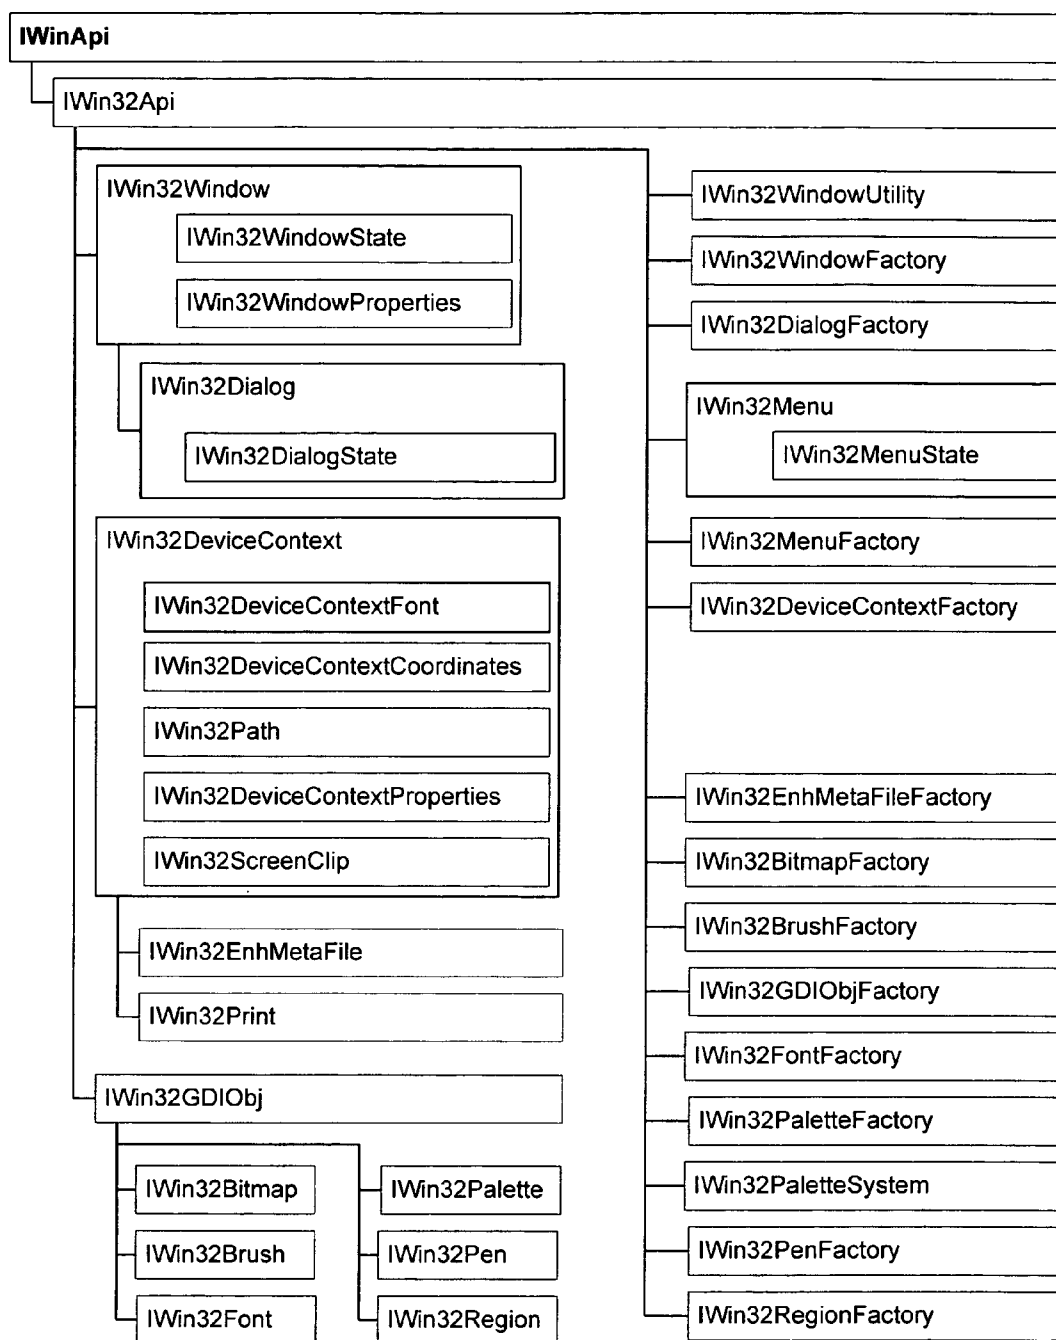 IWinApi
IWin32Api
IWin32Window
IWin32WindowState
IWin32WindowProperties
IWin32Dialog
IWin32DialogState
IWin32DeviceContext
IWin32DeviceContextFont
IWin32DeviceContextCoordinates
IWin32Path
IWin32DeviceContextProperties
IWin32ScreenClip
IWin32EnhMetaFile
IWin32Print
IWin32GDIObj
IWin32Bitmap
IWin32Brush
IWin32Font
IWin32Palette
IWin32Pen
IWin32Region
IWin32WindowUtility
IWin32WindowFactory
IWin32DialogFactory
IWin32Menu
IWin32MenuState
IWin32MenuFactory
IWin32DeviceContextFactory
IWin32EnhMetaFileFactory
IWin32BitmapFactory
IWin32BrushFactory
IWin32GDIObjFactory
IWin32FontFactory
IWin32PaletteFactory
IWin32PaletteSystem
IWin32PenFactory
IWin32RegionFactory